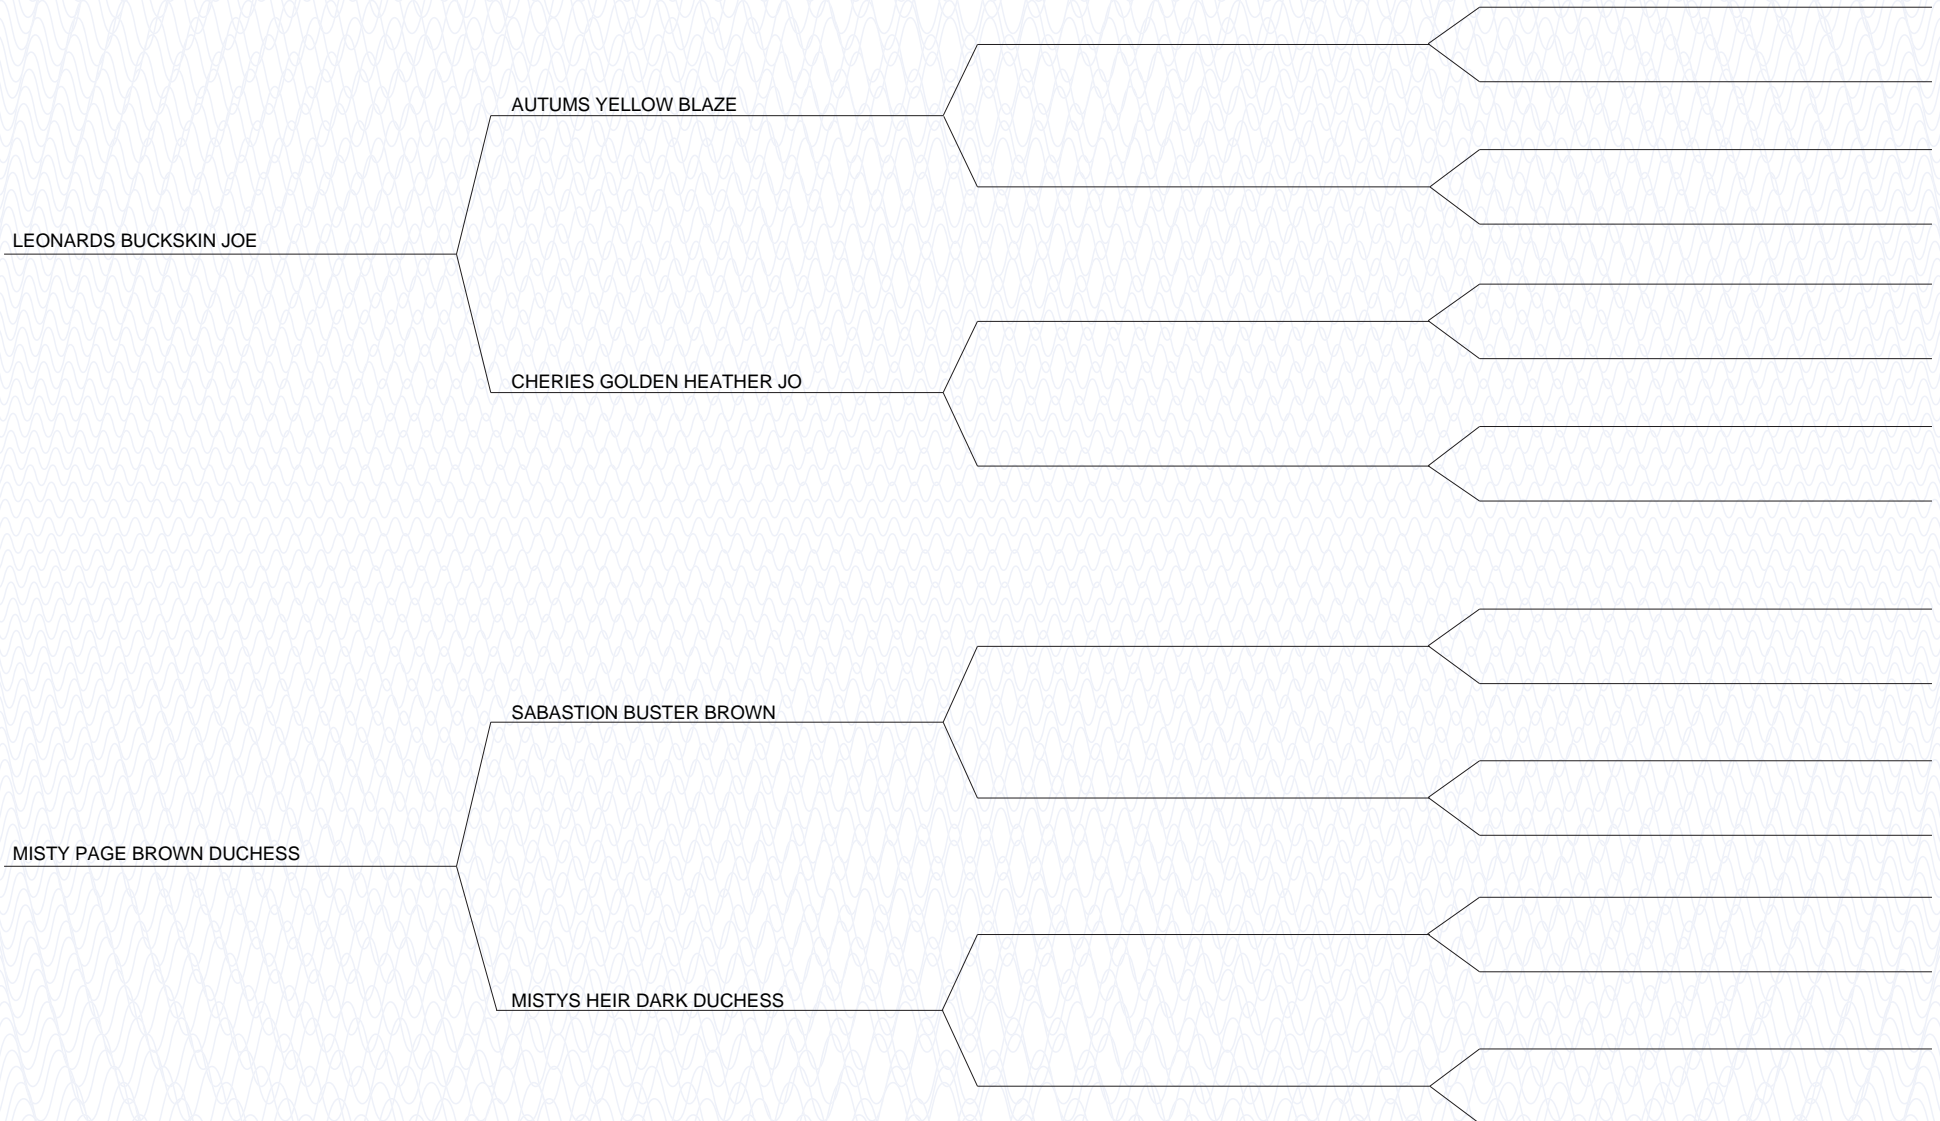 AUTUMS YELLOW BLAZE
LEONARDS BUCKSKIN JOE
CHERIES GOLDEN HEATHER JO
SABASTION BUSTER BROWN
MISTY PAGE BROWN DUCHESS
MISTYS HEIR DARK DUCHESS